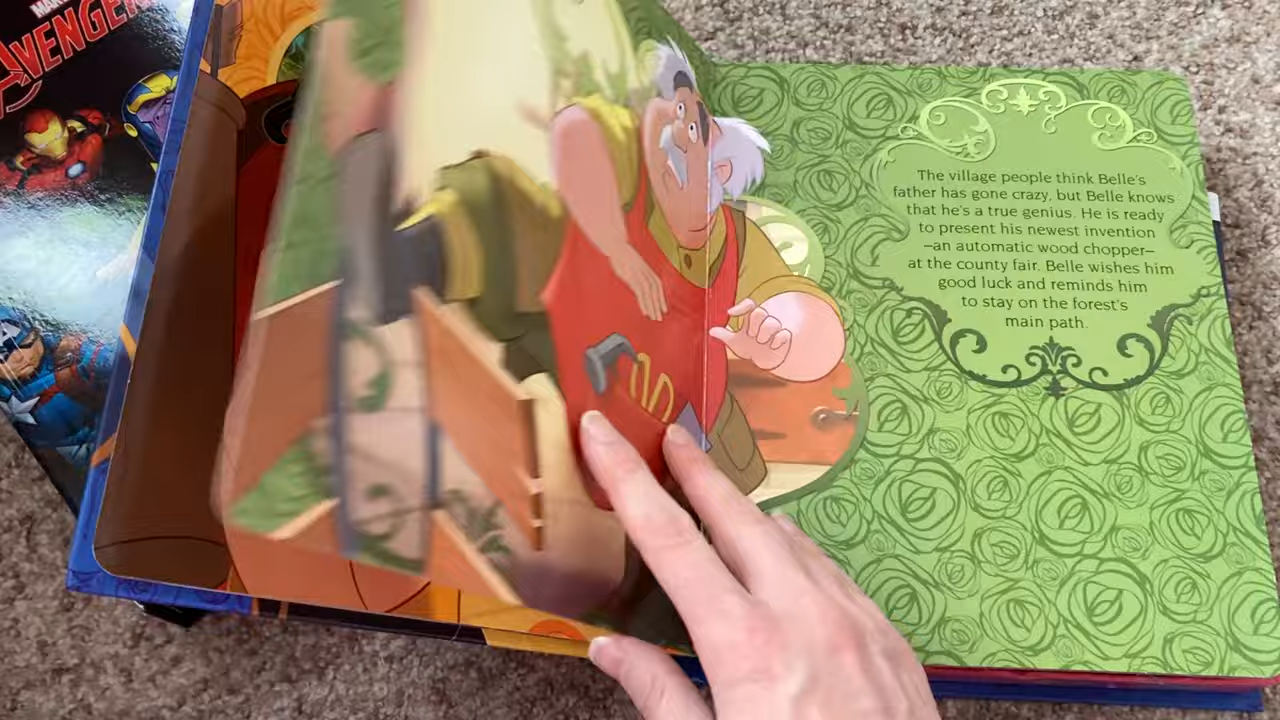 AVENGERS
The village people think Belle's
father has gone crazy, but Belle knows
that he's a true genius. He is ready
to present his newest invention
–an automatic wood chopper–
at the county fair. Belle wishes him
good luck and reminds him
to stay on the forest's
main path.